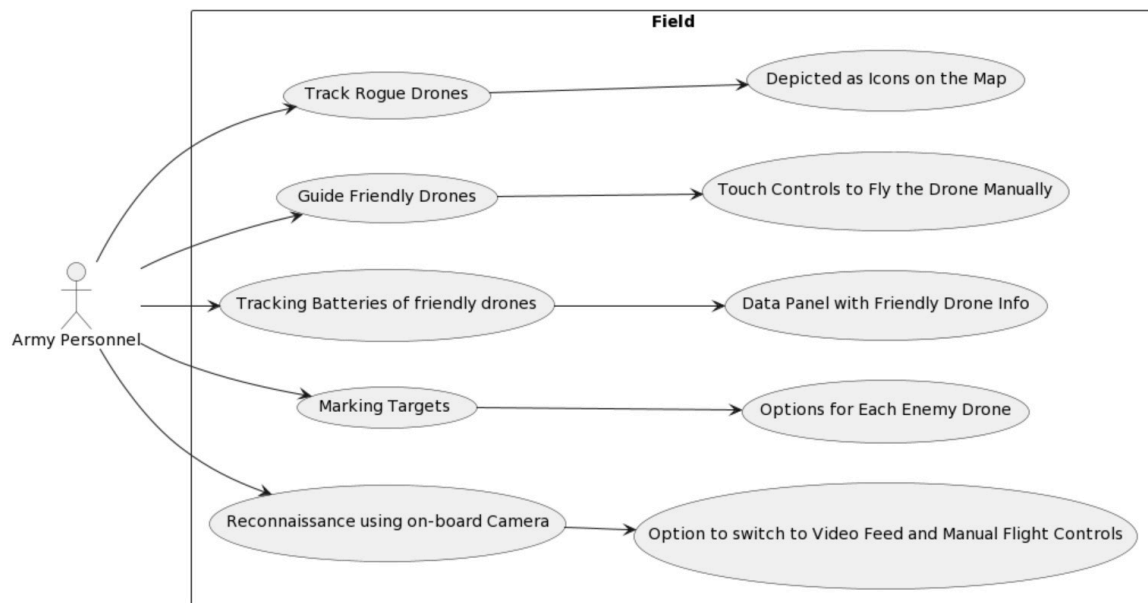 Field
Track Rogue Drones
Depicted as Icons on the Map
Guide Friendly Drones
Touch Controls to Fly the Drone Manually
Tracking Batteries of friendly drones
Data Panel with Friendly Drone Info
Army Personnel
Marking Targets
Options for Each Enemy Drone
Reconnaissance using on-board Camera
Option to switch to Video Feed and Manual Flight Controls